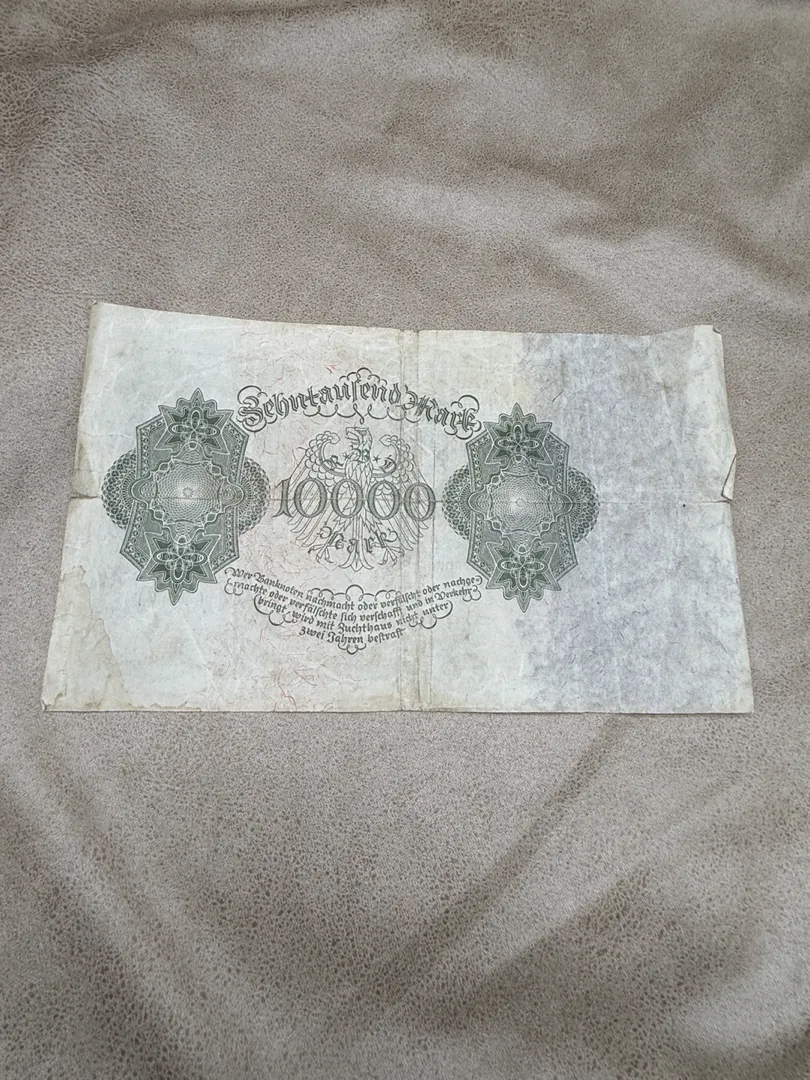 Zehntausend Mark
10000
Mark
Wer Banknoten nachmacht oder verfälscht oder nachge-
machte oder verfälschte sich verschafft und in Verkehr
bringt, wird mit Zuchthaus nicht unter
zwei Jahren bestraft